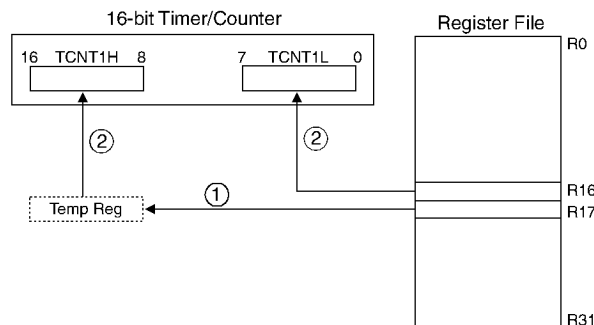 16-bit Timer/Counter
Register File
R0
16 TCNT1H 8
7 TCNT1L 0
2
2
R16
1
Temp Reg
R17
R31